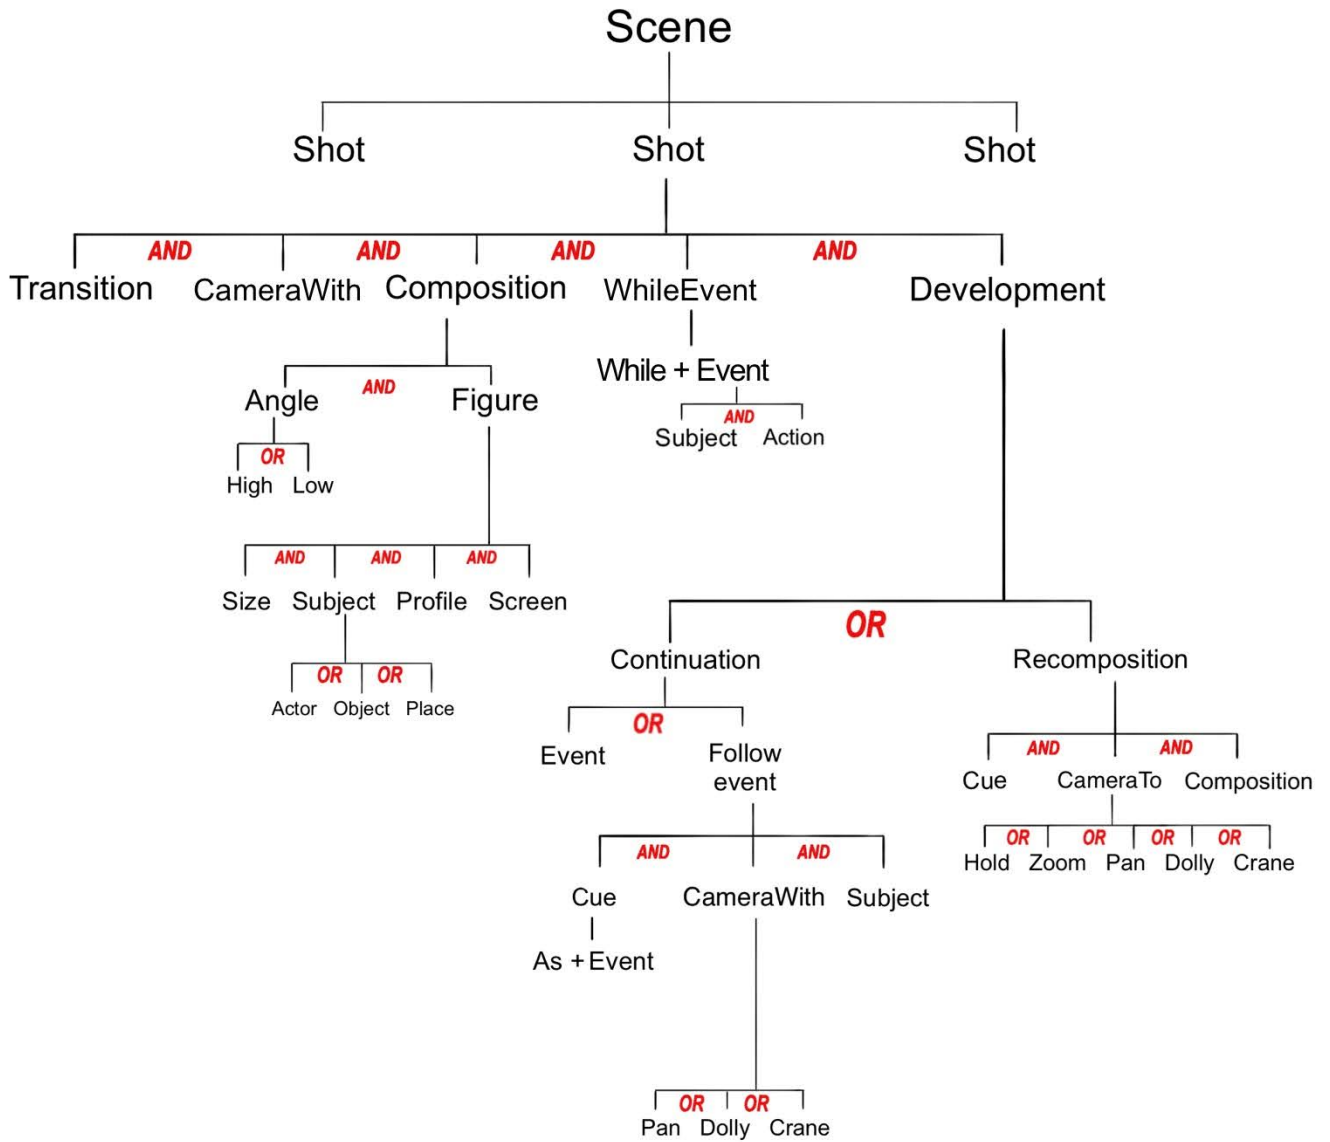 Scene
Shot Shot Shot
AND AND AND AND
Transition CameraWith Composition WhileEvent Development
While + Event
AND
Angle Figure
AND
Subject Action
OR
High Low
AND AND AND
Size Subject Profile Screen
OR
Continuation Recomposition
OR OR
Actor Object Place
OR
Event Follow
event
AND AND
Cue CameraTo Composition
OR OR OR OR
Hold Zoom Pan Dolly Crane
AND AND
Cue CameraWith Subject
As + Event
OR OR
Pan Dolly Crane